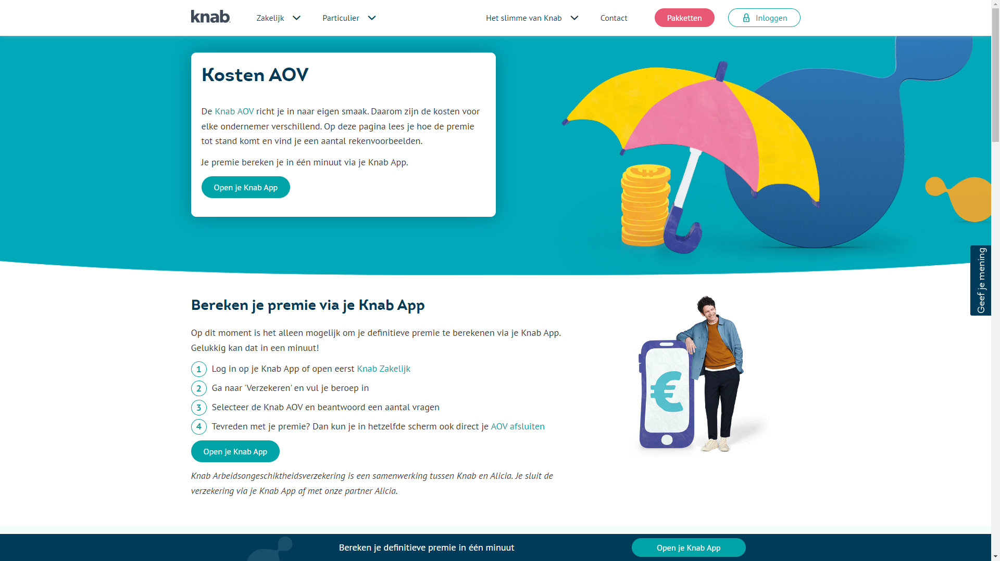 knab.
Zakelijk
Particulier
Het slimme van Knab
Contact
Pakketten
Inloggen
Kosten AOV
De Knab AOV richt je in naar eigen smaak. Daarom zijn de kosten voor
elke ondernemer verschillend. Op deze pagina lees je hoe de premie
tot stand komt en vind je een aantal rekenvoorbeelden.
Je premie bereken je in één minuut via je Knab App.
Open je Knab App
Geef je mening
Bereken je premie via je Knab App
Op dit moment is het alleen mogelijk om je definitieve premie te berekenen via je Knab App.
Gelukkig kan dat in een minuut!
1 Log in op je Knab App of open eerst Knab Zakelijk
2 Ga naar 'Verzekeren' en vul je beroep in
3 Selecteer de Knab AOV en beantwoord een aantal vragen
4 Tevreden met je premie? Dan kun je in hetzelfde scherm ook direct je AOV afsluiten
€
Open je Knab App
Knab Arbeidsongeschiktheidsverzekering is een samenwerking tussen Knab en Alicia. Je sluit de
verzekering via je Knab App af met onze partner Alicia.
Bereken je definitieve premie in één minuut
Open je Knab App